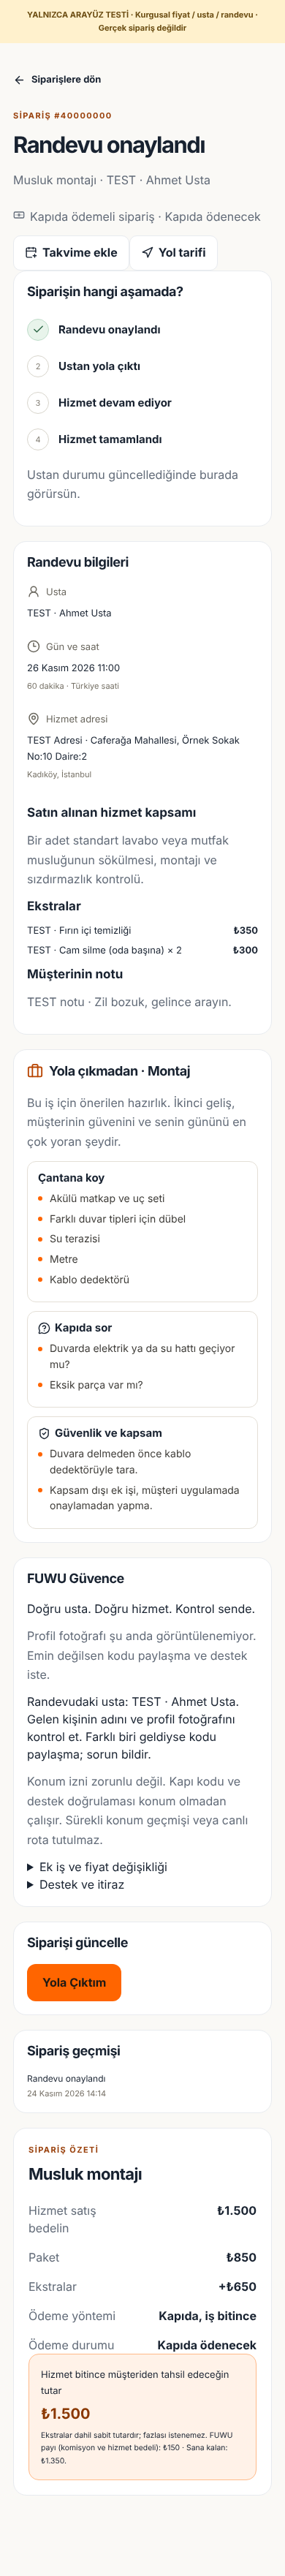 YALNIZCA ARAYÜZ TESTİ · Kurgusal fiyat / usta / randevu ·
Gerçek sipariş değildir
Siparişlere dön
SİPARİŞ #40000000
Randevu onaylandı
Musluk montajı · TEST · Ahmet Usta
Kapıda ödemeli sipariş · Kapıda ödenecek
Takvime ekle
Yol tarifi
Siparişin hangi aşamada?
Randevu onaylandı
2 Ustan yola çıktı
3 Hizmet devam ediyor
4 Hizmet tamamlandı
Ustan durumu güncellediğinde burada
görürsün.
Randevu bilgileri
Usta
TEST · Ahmet Usta
Gün ve saat
26 Kasım 2026 11:00
60 dakika · Türkiye saati
Hizmet adresi
TEST Adresi · Caferağa Mahallesi, Örnek Sokak
No:10 Daire:2
Kadıköy, İstanbul
Satın alınan hizmet kapsamı
Bir adet standart lavabo veya mutfak
musluğunun sökülmesi, montajı ve
sızdırmazlık kontrolü.
Ekstralar
TEST · Fırın içi temizliği ₺350
TEST · Cam silme (oda başına) × 2 ₺300
Müşterinin notu
TEST notu · Zil bozuk, gelince arayın.
Yola çıkmadan · Montaj
Bu iş için önerilen hazırlık. İkinci geliş,
müşterinin güvenini ve senin gününü en
çok yoran şeydir.
Çantana koy
Akülü matkap ve uç seti
Farklı duvar tipleri için dübel
Su terazisi
Metre
Kablo dedektörü
Kapıda sor
Duvarda elektrik ya da su hattı geçiyor
mu?
Eksik parça var mı?
Güvenlik ve kapsam
Duvara delmeden önce kablo
dedektörüyle tara.
Kapsam dışı ek işi, müşteri uygulamada
onaylamadan yapma.
FUWU Güvence
Doğru usta. Doğru hizmet. Kontrol sende.
Profil fotoğrafı şu anda görüntülenemiyor.
Emin değilsen kodu paylaşma ve destek
iste.
Randevudaki usta: TEST · Ahmet Usta.
Gelen kişinin adını ve profil fotoğrafını
kontrol et. Farklı biri geldiyse kodu
paylaşma; sorun bildir.
Konum izni zorunlu değil. Kapı kodu ve
destek doğrulaması konum olmadan
çalışır. Sürekli konum geçmişi veya canlı
rota tutulmaz.
Ek iş ve fiyat değişikliği
Destek ve itiraz
Siparişi güncelle
Yola Çıktım
Sipariş geçmişi
Randevu onaylandı
24 Kasım 2026 14:14
SİPARİŞ ÖZETİ
Musluk montajı
Hizmet satış ₺1.500
bedelin
Paket ₺850
Ekstralar +₺650
Ödeme yöntemi Kapıda, iş bitince
Ödeme durumu Kapıda ödenecek
Hizmet bitince müşteriden tahsil edeceğin
tutar
₺1.500
Ekstralar dahil sabit tutardır; fazlası istenemez. FUWU
payı (komisyon ve hizmet bedeli): ₺150 · Sana kalan:
₺1.350.